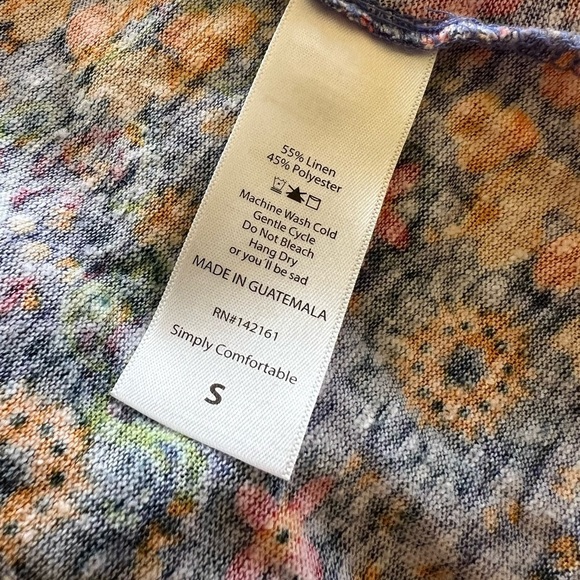 55% Linen
45% Polyester
Machine Wash Cold
Gentle Cycle
Do Not Bleach
Hang Dry
or you'll be sad
MADE IN GUATEMALA
RN#142161
Simply Comfortable
S